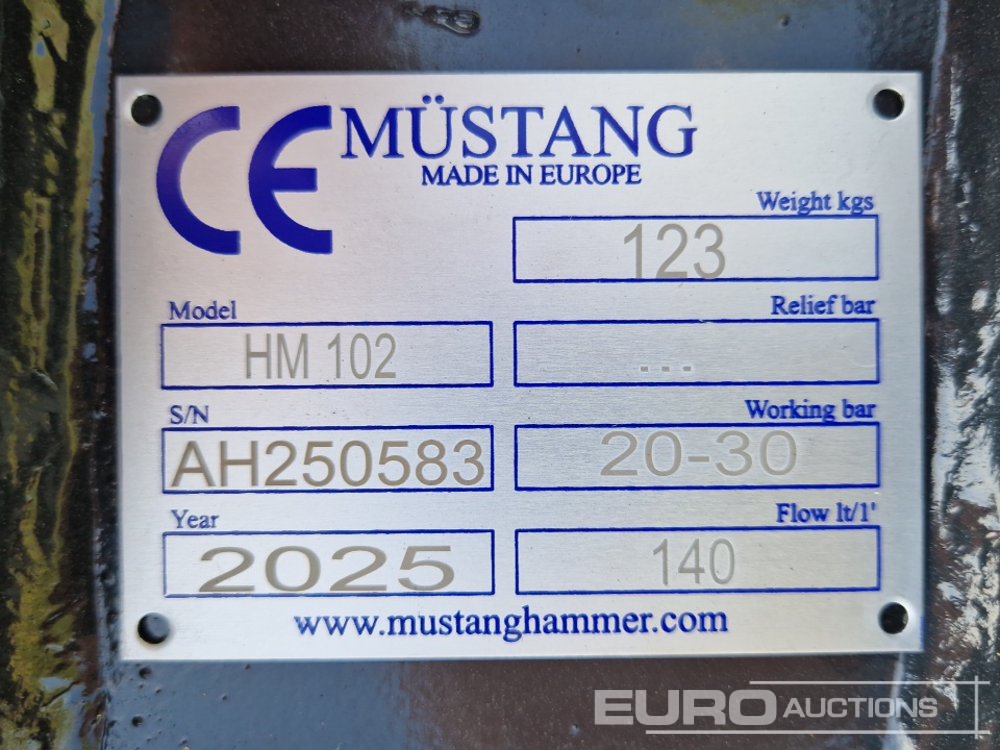 CE MÜSTANG
MADE IN EUROPE
Weight kgs
123
Model
HM 102
Relief bar
...
S/N
AH250583
Working bar
20-30
Year
2025
Flow lt/1'
140
www.mustanghammer.com
EURO AUCTIONS